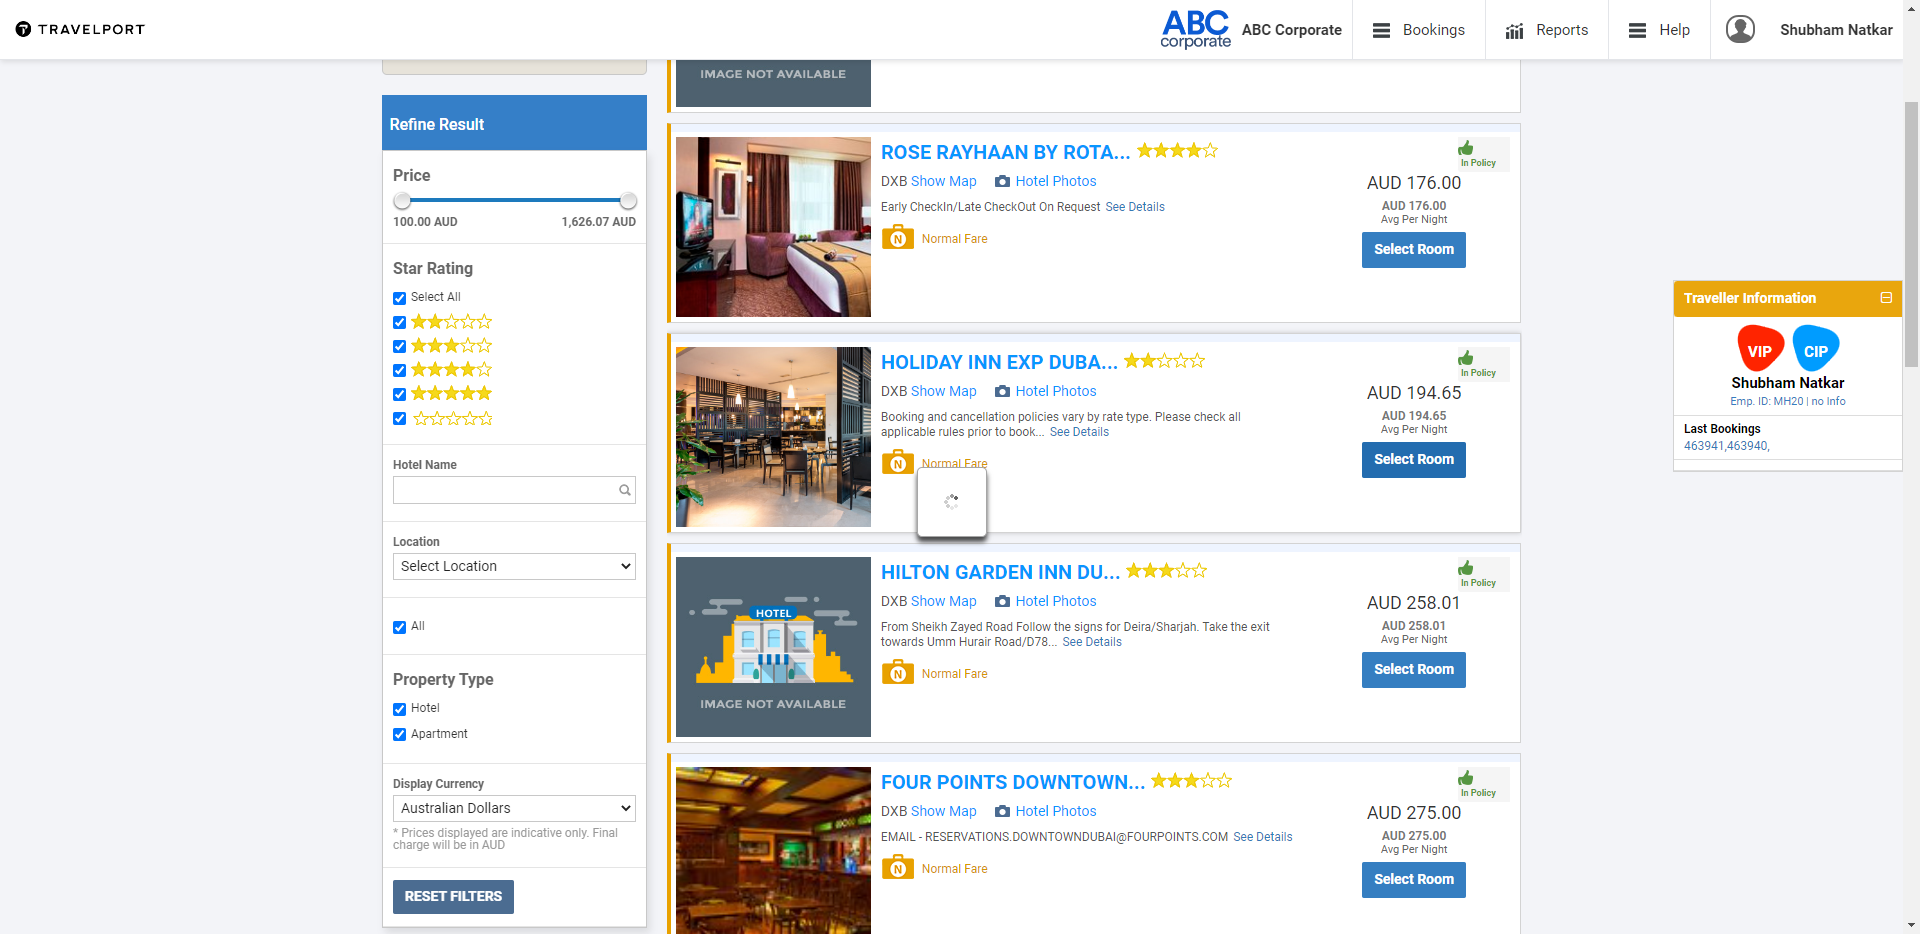 TRAVELPORT
ABC
corporate
ABC Corporate
Bookings
Reports
Help
Shubham Natkar
Refine Result
Price
100.00 AUD
1,626.07 AUD
Star Rating
Select All
Hotel Name
Location
Select Location
All
Property Type
Hotel
Apartment
Display Currency
Australian Dollars
* Prices displayed are indicative only. Final
charge will be in AUD
RESET FILTERS
IMAGE NOT AVAILABLE
ROSE RAYHAAN BY ROTA...
DXB Show Map
Hotel Photos
Early CheckIn/Late CheckOut On Request See Details
N
Normal Fare
In Policy
AUD 176.00
AUD 176.00
Avg Per Night
Select Room
HOLIDAY INN EXP DUBA...
DXB Show Map
Hotel Photos
Booking and cancellation policies vary by rate type. Please check all
applicable rules prior to book... See Details
N
Normal Fare
In Policy
AUD 194.65
AUD 194.65
Avg Per Night
Select Room
HOTEL
IMAGE NOT AVAILABLE
HILTON GARDEN INN DU...
DXB Show Map
Hotel Photos
From Sheikh Zayed Road Follow the signs for Deira/Sharjah. Take the exit
towards Umm Hurair Road/D78... See Details
N
Normal Fare
In Policy
AUD 258.01
AUD 258.01
Avg Per Night
Select Room
FOUR POINTS DOWNTOWN...
DXB Show Map
Hotel Photos
EMAIL - RESERVATIONS.DOWNTOWNDUBAI@FOURPOINTS.COM See Details
N
Normal Fare
In Policy
AUD 275.00
AUD 275.00
Avg Per Night
Select Room
Traveller Information
VIP
CIP
Shubham Natkar
Emp. ID: MH20 | no Info
Last Bookings
463941,463940,